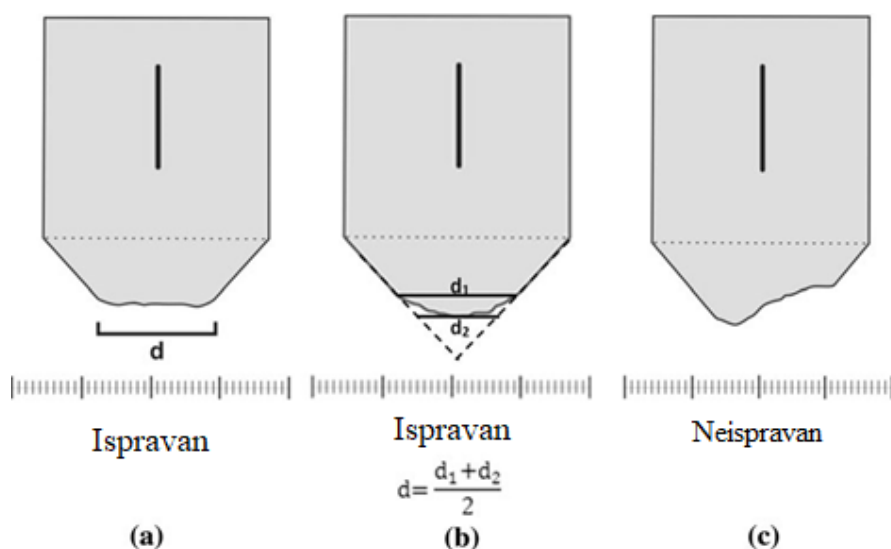 d
d₁
d₂
Ispravan
Ispravan
Neispravan
d= d₁+d₂ / 2
(a)
(b)
(c)